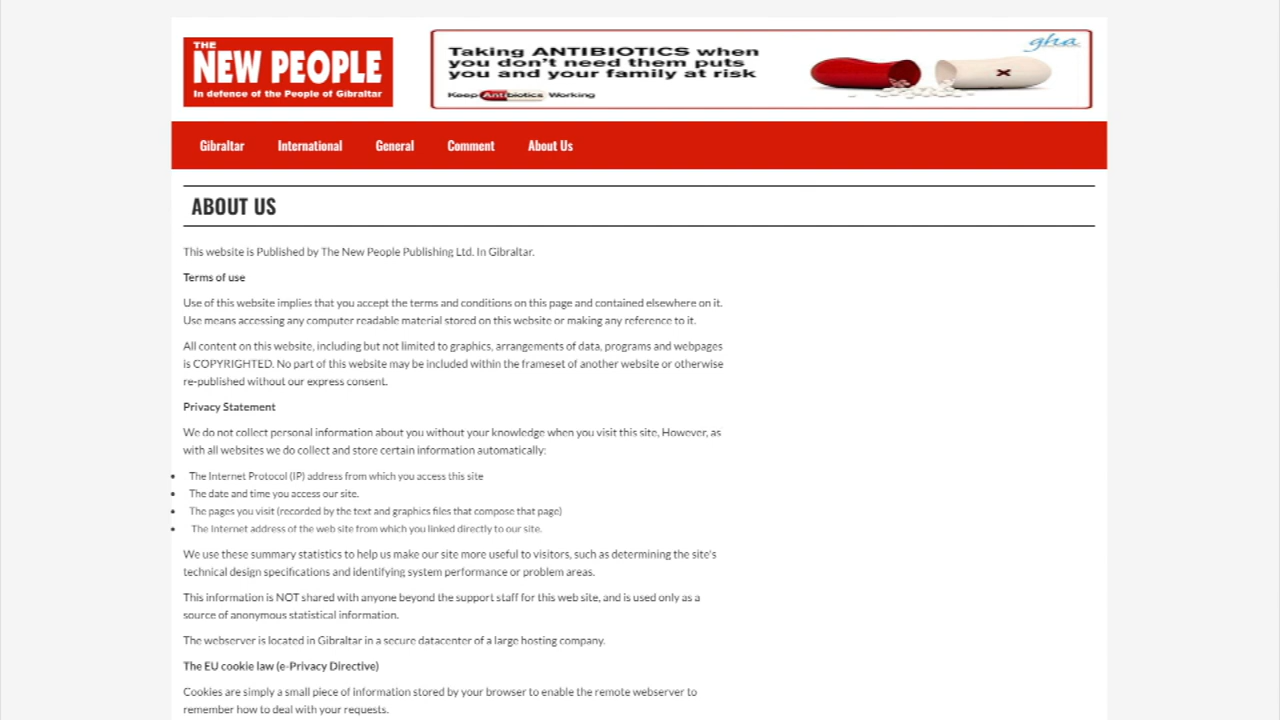 THE
NEW PEOPLE
In defence of the People of Gibraltar
Taking ANTIBIOTICS when
you don't need them puts
you and your family at risk
Keep Antibiotics Working
gha
Gibraltar International General Comment About Us
ABOUT US
This website is Published by The New People Publishing Ltd. In Gibraltar.
Terms of use
Use of this website implies that you accept the terms and conditions on this page and contained elsewhere on it.
Use means accessing any computer readable material stored on this website or making any reference to it.
All content on this website, including but not limited to graphics, arrangements of data, programs and webpages
is COPYRIGHTED. No part of this website may be included within the frameset of another website or otherwise
re-published without our express consent.
Privacy Statement
We do not collect personal information about you without your knowledge when you visit this site, However, as
with all websites we do collect and store certain information automatically:
• The Internet Protocol (IP) address from which you access this site
• The date and time you access our site.
• The pages you visit (recorded by the text and graphics files that compose that page)
• The Internet address of the web site from which you linked directly to our site.
We use these summary statistics to help us make our site more useful to visitors, such as determining the site's
technical design specifications and identifying system performance or problem areas.
This information is NOT shared with anyone beyond the support staff for this web site, and is used only as a
source of anonymous statistical information.
The webserver is located in Gibraltar in a secure datacenter of a large hosting company.
The EU cookie law (e-Privacy Directive)
Cookies are simply a small piece of information stored by your browser to enable the remote webserver to
remember how to deal with your requests.